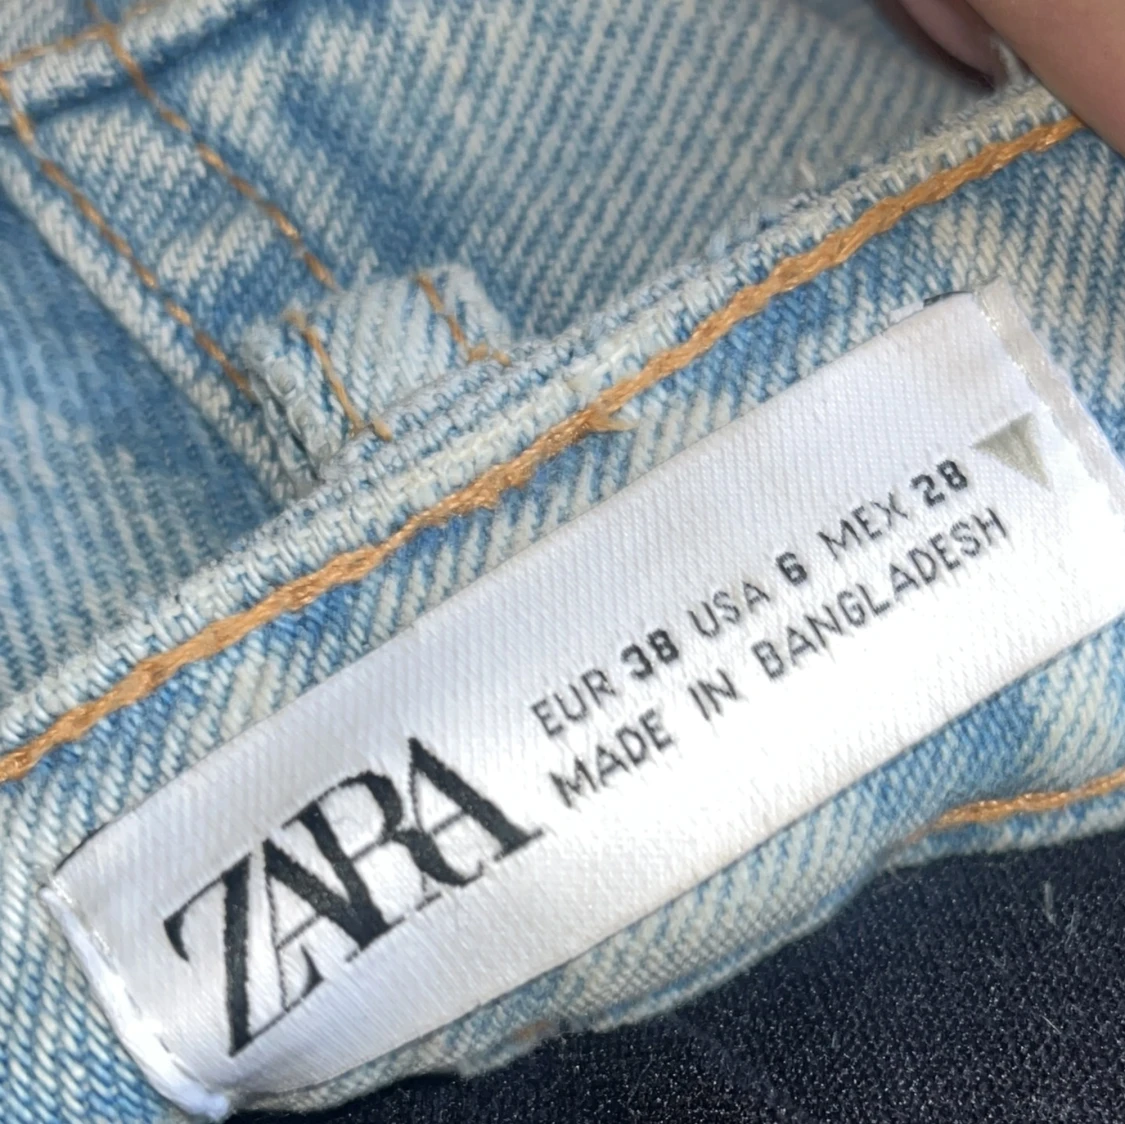 ZARA
EUR 38 USA 6 MEX 28
MADE IN BANGLADESH